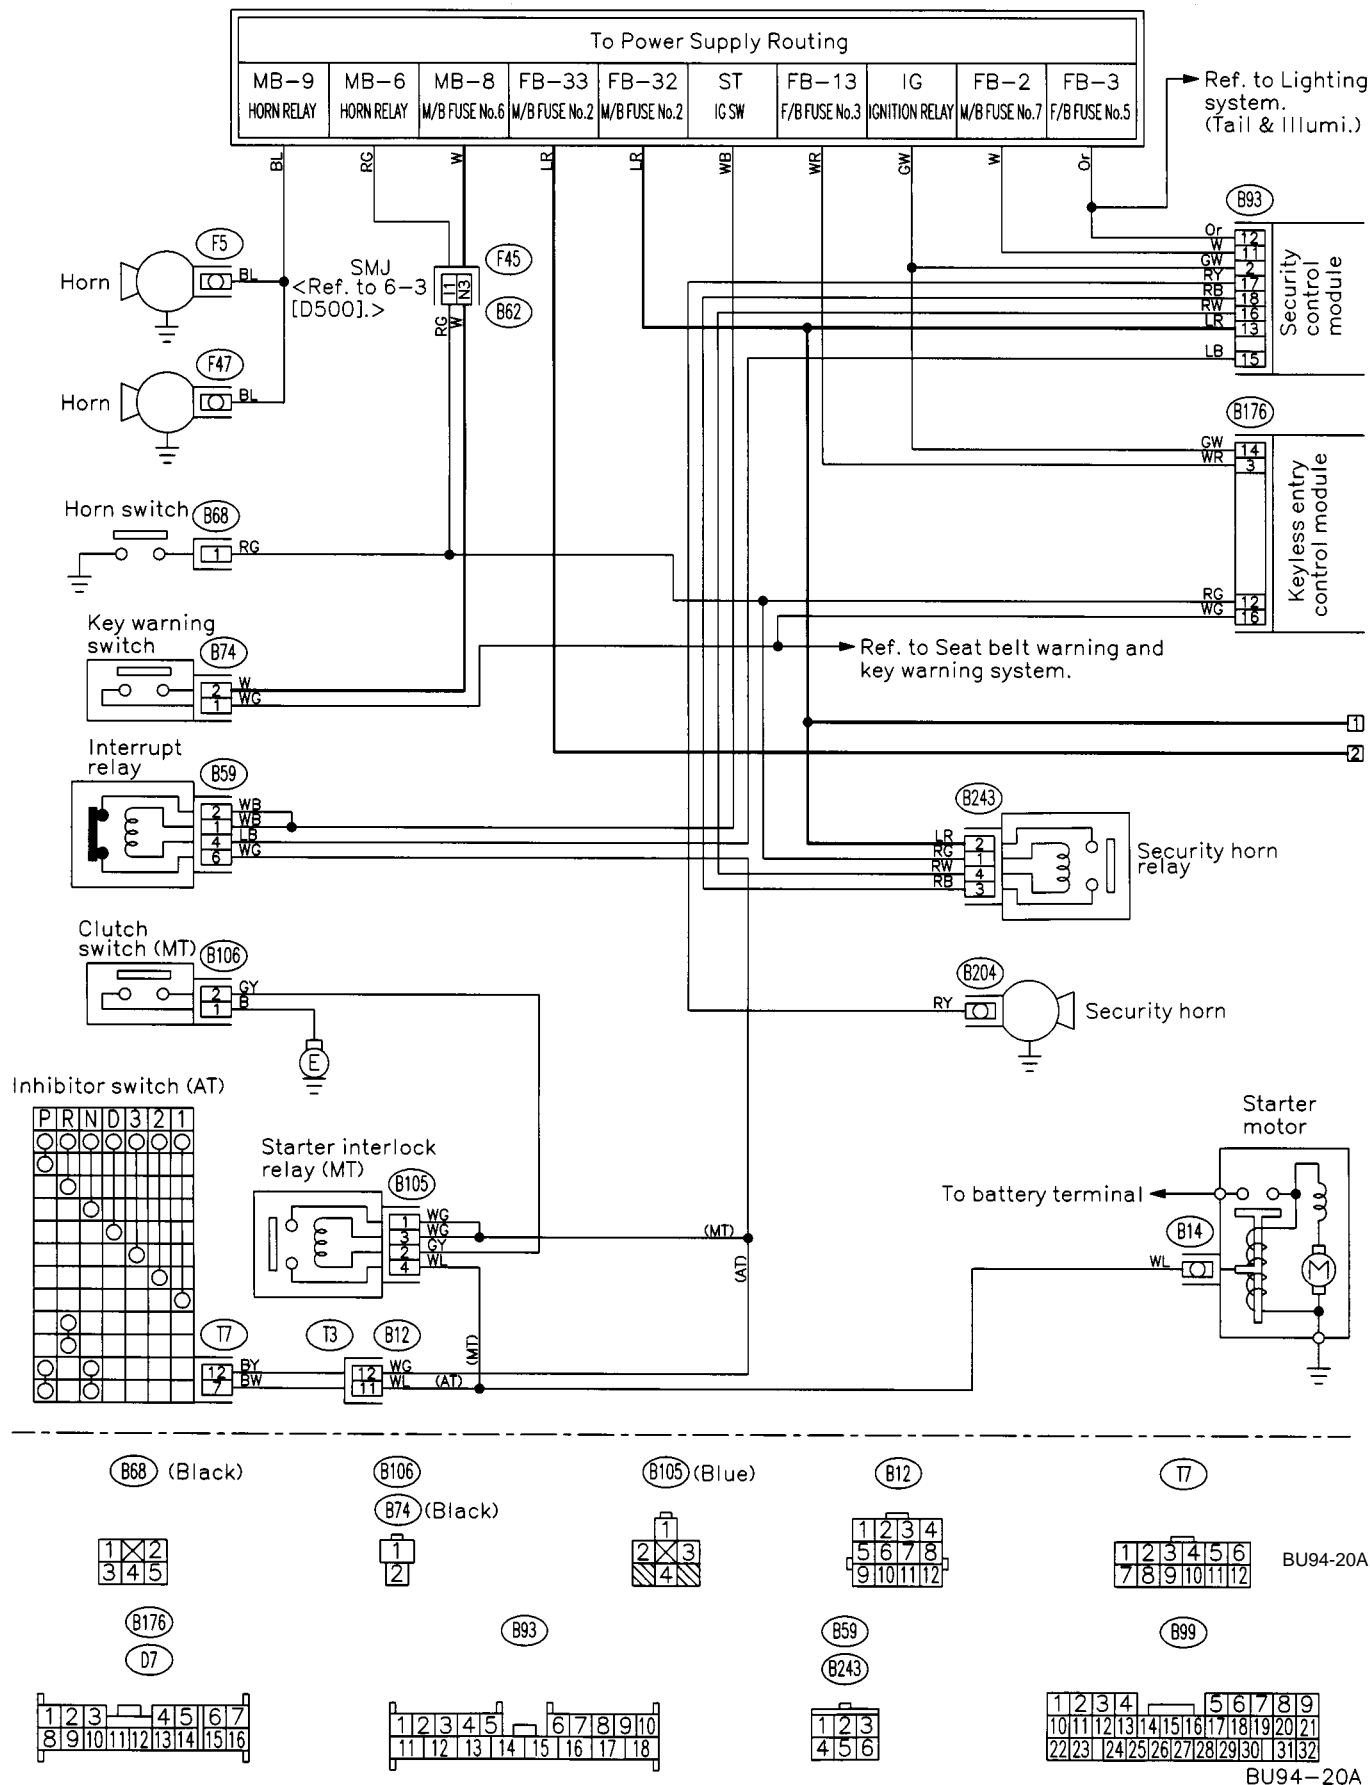 To Power Supply Routing
MB-9 MB-6 MB-8 FB-33 FB-32 ST FB-13 IG FB-2 FB-3
HORN RELAY HORN RELAY M/B FUSE No.6 M/B FUSE No.2 M/B FUSE No.2 IG SW F/B FUSE No.3 IGNITION RELAY M/B FUSE No.7 F/B FUSE No.5
Ref. to Lighting
system.
(Tail & Illumi.)
BL RG W LR LR WB WR GW W Or
B93
Or 12
W 11
GW 2
RY 17
RB 18
RW 16
LR 13
LB 15
Security
control
module
F5
Horn
BL
SMJ
<Ref. to 6-3
[D500].>
F45
I1 N3
B62
RG W
F47
Horn
BL
B176
GW 14
WR 3
RG 12
WG 16
Keyless entry
control module
Horn switch
B68
1 RG
Key warning
switch
B74
2 W
1 WG
Ref. to Seat belt warning and
key warning system.
1
2
Interrupt
relay
B59
2 WB
1 WB
4 LB
6 WG
B243
LR 2
RG 1
RW 4
RB 3
Security horn
relay
Clutch
switch (MT)
B106
2 GY
1 B
E
B204
RY
Security horn
Inhibitor switch (AT)
P R N D 3 2 1
Starter interlock
relay (MT)
B105
1 WG
3 WG
2 GY
4 WL
(MT)
(AT)
Starter
motor
To battery terminal
B14
WL
M
T7
T3
B12
(MT)
12 BY 12 WG
7 BW 11 WL (AT)
B68 (Black)
B106
B74 (Black)
B105 (Blue)
B12
T7
1 2
3 4 5
1
2
1
2 3
4
1 2 3 4
5 6 7 8
9 10 11 12
1 2 3 4 5 6
7 8 9 10 11 12
BU94-20A
B176
D7
B93
B59
B243
B99
1 2 3 4 5 6 7
8 9 10 11 12 13 14 15 16
1 2 3 4 5 6 7 8 9 10
11 12 13 14 15 16 17 18
1 2 3
4 5 6
1 2 3 4 5 6 7 8 9
10 11 12 13 14 15 16 17 18 19 20 21
22 23 24 25 26 27 28 29 30 31 32
BU94-20A